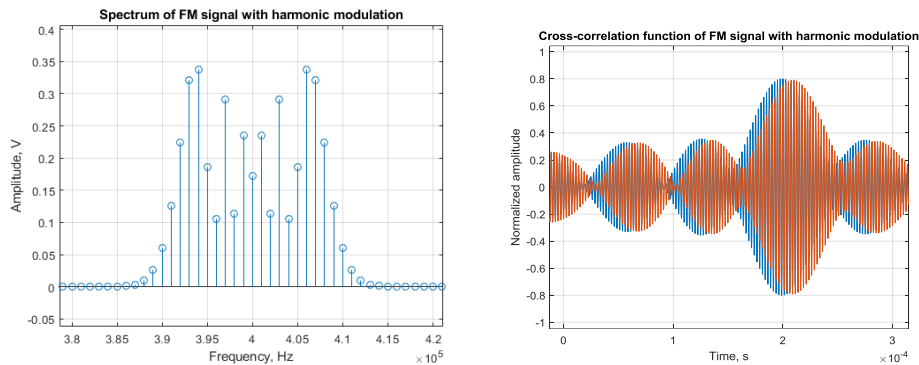 Spectrum of FM signal with harmonic modulation
0.4
0.35
0.3
0.25
0.2
0.15
0.1
0.05
0
-0.05
Amplitude, V
3.8 3.85 3.9 3.95 4 4.05 4.1 4.15 4.2
Frequency, Hz
×10^5
Cross-correlation function of FM signal with harmonic modulation
1
0.8
0.6
0.4
0.2
0
-0.2
-0.4
-0.6
-0.8
-1
Normalized amplitude
0 1 2 3
Time, s
×10^-4